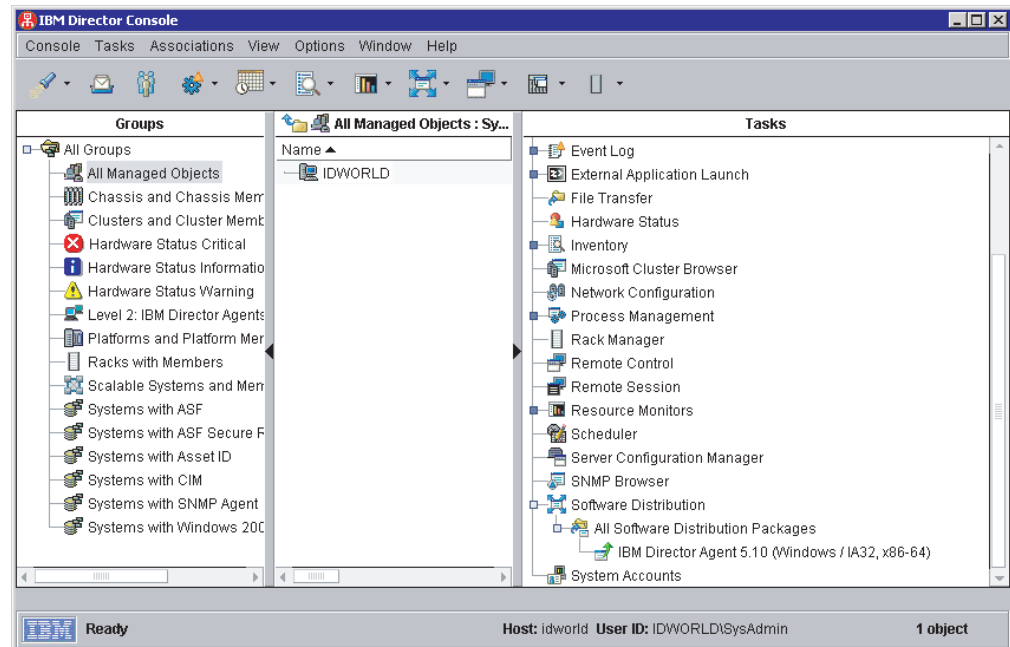 IBM Director Console
Console Tasks Associations View Options Window Help
Groups
All Groups
All Managed Objects
Chassis and Chassis Mem
Clusters and Cluster Memb
Hardware Status Critical
Hardware Status Informatio
Hardware Status Warning
Level 2: IBM Director Agents
Platforms and Platform Mer
Racks with Members
Scalable Systems and Mem
Systems with ASF
Systems with ASF Secure R
Systems with Asset ID
Systems with CIM
Systems with SNMP Agent
Systems with Windows 200
All Managed Objects : Sy...
Name
IDWORLD
Tasks
Event Log
External Application Launch
File Transfer
Hardware Status
Inventory
Microsoft Cluster Browser
Network Configuration
Process Management
Rack Manager
Remote Control
Remote Session
Resource Monitors
Scheduler
Server Configuration Manager
SNMP Browser
Software Distribution
All Software Distribution Packages
IBM Director Agent 5.10 (Windows / IA32, x86-64)
System Accounts
IBM Ready Host: idworld User ID: IDWORLD\SysAdmin 1 object